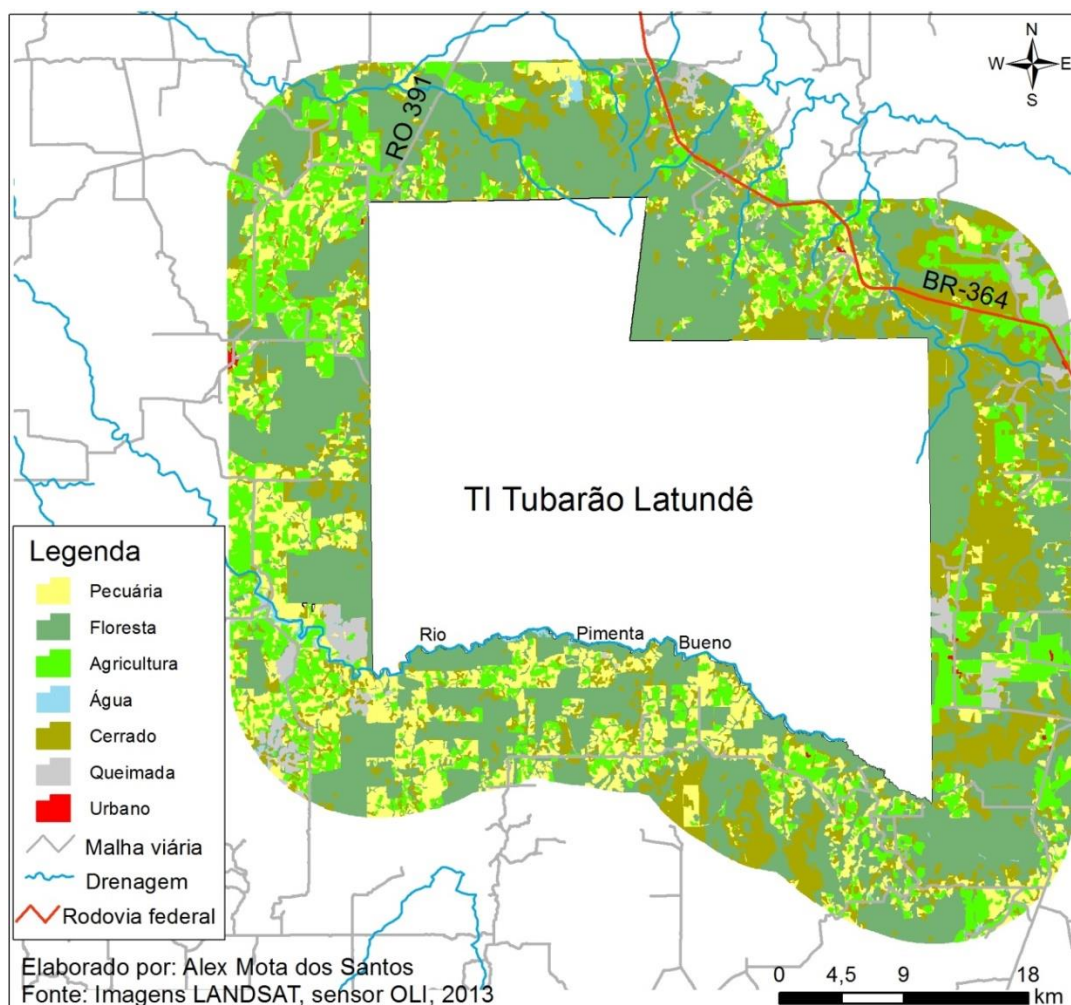 N
W E
S
RO 391
BR-364
TI Tubarão Latundê
Rio Pimenta Bueno
Legenda
Pecuária
Floresta
Agricultura
Água
Cerrado
Queimada
Urbano
Malha viária
Drenagem
Rodovia federal
Elaborado por: Alex Mota dos Santos
Fonte: Imagens LANDSAT, sensor OLI, 2013
0 4,5 9 18
km